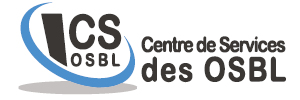 CS
OSBL
Centre de Services
des OSBL